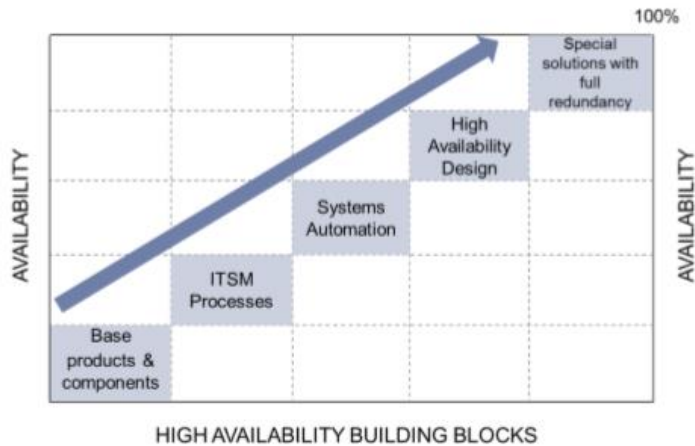 100%
Special
solutions with
full
redundancy
High
Availability
Design
Systems
Automation
ITSM
Processes
Base
products &
components
AVAILABILITY
AVAILABILITY
HIGH AVAILABILITY BUILDING BLOCKS